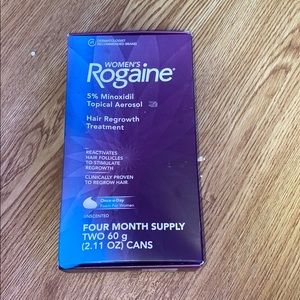 DERMATOLOGIST
RECOMMENDED BRAND
WOMEN'S
Rogaine®
5% Minoxidil
Topical Aerosol
Hair Regrowth
Treatment
REACTIVATES
HAIR FOLLICLES
TO STIMULATE
REGROWTH
CLINICALLY PROVEN
TO REGROW HAIR
Once-a-Day
Foam For Women
UNSCENTED
FOUR MONTH SUPPLY
TWO 60 g
(2.11 OZ) CANS